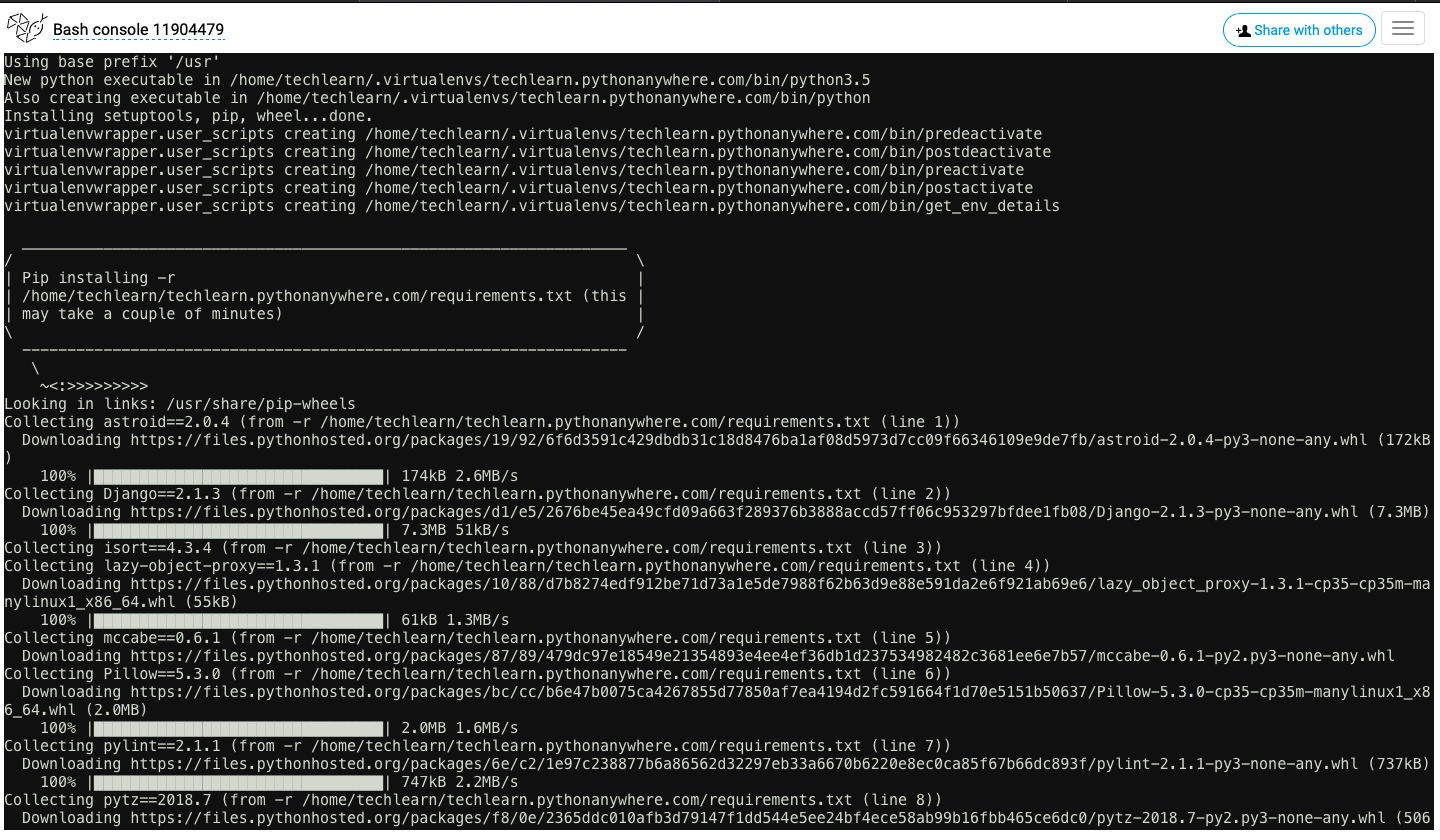 Bash console 11904479
Share with others
Using base prefix '/usr'
New python executable in /home/techlearn/.virtualenvs/techlearn.pythonanywhere.com/bin/python3.5
Also creating executable in /home/techlearn/.virtualenvs/techlearn.pythonanywhere.com/bin/python
Installing setuptools, pip, wheel...done.
virtualenvwrapper.user_scripts creating /home/techlearn/.virtualenvs/techlearn.pythonanywhere.com/bin/predeactivate
virtualenvwrapper.user_scripts creating /home/techlearn/.virtualenvs/techlearn.pythonanywhere.com/bin/postdeactivate
virtualenvwrapper.user_scripts creating /home/techlearn/.virtualenvs/techlearn.pythonanywhere.com/bin/preactivate
virtualenvwrapper.user_scripts creating /home/techlearn/.virtualenvs/techlearn.pythonanywhere.com/bin/postactivate
virtualenvwrapper.user_scripts creating /home/techlearn/.virtualenvs/techlearn.pythonanywhere.com/bin/get_env_details
/ \
| Pip installing -r |
| /home/techlearn/techlearn.pythonanywhere.com/requirements.txt (this |
| may take a couple of minutes) |
\ /
\
~<:>>>>>>>>>
Looking in links: /usr/share/pip-wheels
Collecting astroid==2.0.4 (from -r /home/techlearn/techlearn.pythonanywhere.com/requirements.txt (line 1))
Downloading https://files.pythonhosted.org/packages/19/92/6f6d3591c429dbdb31c18d8476ba1af08d5973d7cc09f66346109e9de7fb/astroid-2.0.4-py3-none-any.whl (172kB
)
100% || 174kB 2.6MB/s
Collecting Django==2.1.3 (from -r /home/techlearn/techlearn.pythonanywhere.com/requirements.txt (line 2))
Downloading https://files.pythonhosted.org/packages/d1/e5/2676be45ea49cfd09a663f289376b3888accd57ff06c953297bfdee1fb08/Django-2.1.3-py3-none-any.whl (7.3MB)
100% || 7.3MB 51kB/s
Collecting isort==4.3.4 (from -r /home/techlearn/techlearn.pythonanywhere.com/requirements.txt (line 3))
Collecting lazy-object-proxy==1.3.1 (from -r /home/techlearn/techlearn.pythonanywhere.com/requirements.txt (line 4))
Downloading https://files.pythonhosted.org/packages/10/88/d7b8274edf912be71d73a1e5de7988f62b63d9e88e591da2e6f921ab69e6/lazy_object_proxy-1.3.1-cp35-cp35m-ma
nylinux1_x86_64.whl (55kB)
100% || 61kB 1.3MB/s
Collecting mccabe==0.6.1 (from -r /home/techlearn/techlearn.pythonanywhere.com/requirements.txt (line 5))
Downloading https://files.pythonhosted.org/packages/87/89/479dc97e18549e21354893e4ee4ef36db1d237534982482c3681ee6e7b57/mccabe-0.6.1-py2.py3-none-any.whl
Collecting Pillow==5.3.0 (from -r /home/techlearn/techlearn.pythonanywhere.com/requirements.txt (line 6))
Downloading https://files.pythonhosted.org/packages/bc/cc/b6e47b0075ca4267855d77850af7ea4194d2fc591664f1d70e5151b50637/Pillow-5.3.0-cp35-cp35m-manylinux1_x8
6_64.whl (2.0MB)
100% || 2.0MB 1.6MB/s
Collecting pylint==2.1.1 (from -r /home/techlearn/techlearn.pythonanywhere.com/requirements.txt (line 7))
Downloading https://files.pythonhosted.org/packages/6e/c2/1e97c238877b6a86562d32297eb33a6670b6220e8ec0ca85f67b66dc893f/pylint-2.1.1-py3-none-any.whl (737kB)
100% || 747kB 2.2MB/s
Collecting pytz==2018.7 (from -r /home/techlearn/techlearn.pythonanywhere.com/requirements.txt (line 8))
Downloading https://files.pythonhosted.org/packages/f8/0e/2365ddc010afb3d79147f1dd544e5ee24bf4ece58ab99b16fbb465ce6dc0/pytz-2018.7-py2.py3-none-any.whl (506